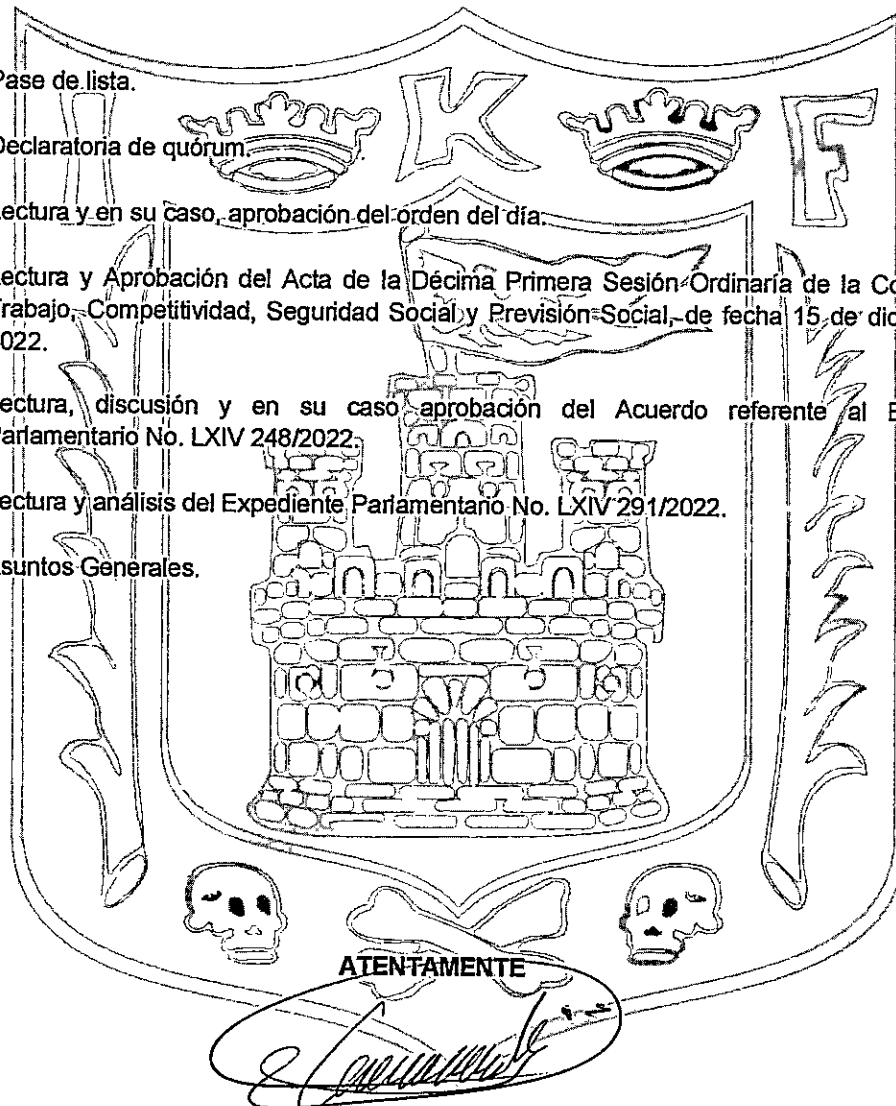 I K F
Pase de lista.
Declaratoria de quórum.
Lectura y en su caso, aprobación del orden del día.
Lectura y Aprobación del Acta de la Décima Primera Sesión Ordinaria de la Co
Trabajo, Competitividad, Seguridad Social y Previsión Social, de fecha 15 de dic
2022.
Lectura, discusión y en su caso aprobación del Acuerdo referente al E
Parlamentario No. LXIV 248/2022.
Lectura y análisis del Expediente Parlamentario No. LXIV 291/2022.
Asuntos Generales.
ATENTAMENTE